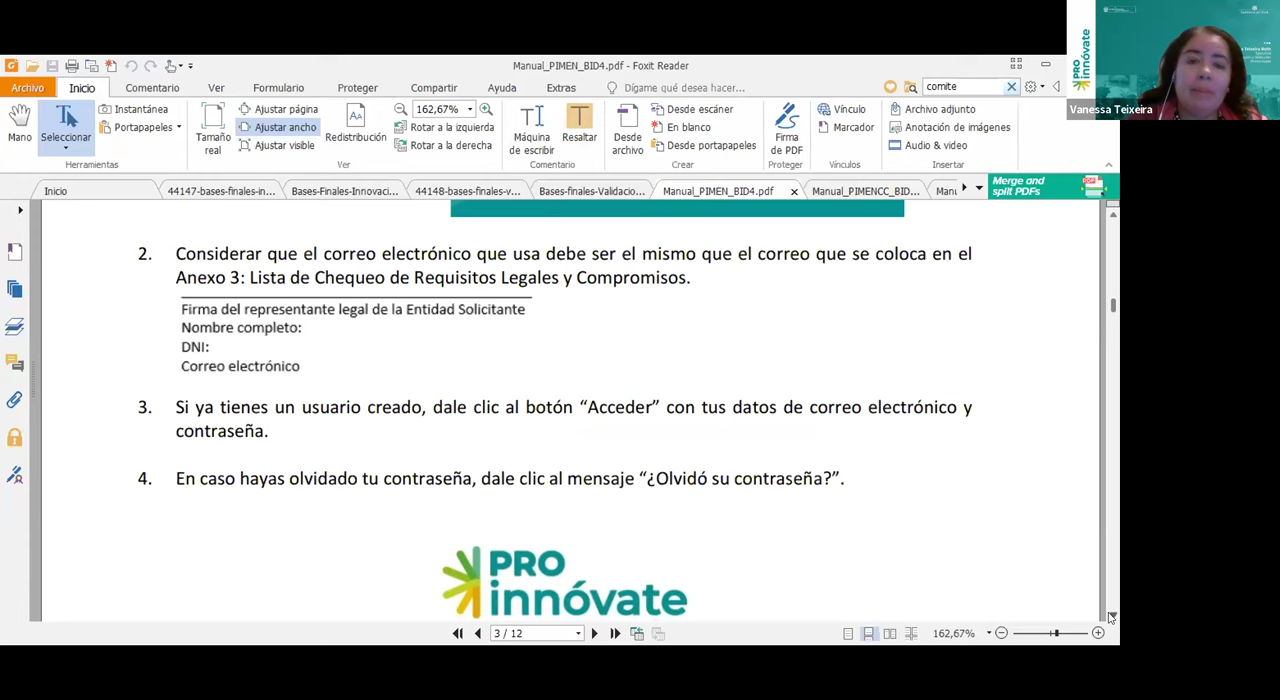 Manual_PIMEN_BID4.pdf - Foxit Reader
Archivo Inicio Comentario Ver Formulario Proteger Compartir Ayuda Extras Dígame qué desea hacer... comite
Mano
Seleccionar
Instantánea
Portapapeles
Herramientas
Tamaño real
Ajustar página
Ajustar ancho
Ajustar visible
Redistribución
162,67%
Rotar a la izquierda
Rotar a la derecha
Ver
Máquina de escribir
Resaltar
Comentario
Desde archivo
Desde escáner
En blanco
Desde portapapeles
Crear
Firma de PDF
Proteger
Vínculo
Marcador
Vínculos
Archivo adjunto
Anotación de imágenes
Audio & video
Insertar
Inicio 44147-bases-finales-in... Bases-Finales-Innovaci... 44148-bases-finales-v... Bases-finales-Validacio... Manual_PIMEN_BID4.pdf Manual_PIMENCC_BID... Manu
Merge and
split PDFs
2. Considerar que el correo electrónico que usa debe ser el mismo que el correo que se coloca en el
Anexo 3: Lista de Chequeo de Requisitos Legales y Compromisos.
Firma del representante legal de la Entidad Solicitante
Nombre completo:
DNI:
Correo electrónico
3. Si ya tienes un usuario creado, dale clic al botón “Acceder” con tus datos de correo electrónico y
contraseña.
4. En caso hayas olvidado tu contraseña, dale clic al mensaje “¿Olvidó su contraseña?”.
PRO
innóvate
3 / 12
162,67%
PRO
innóvate
Vanessa Teixeira